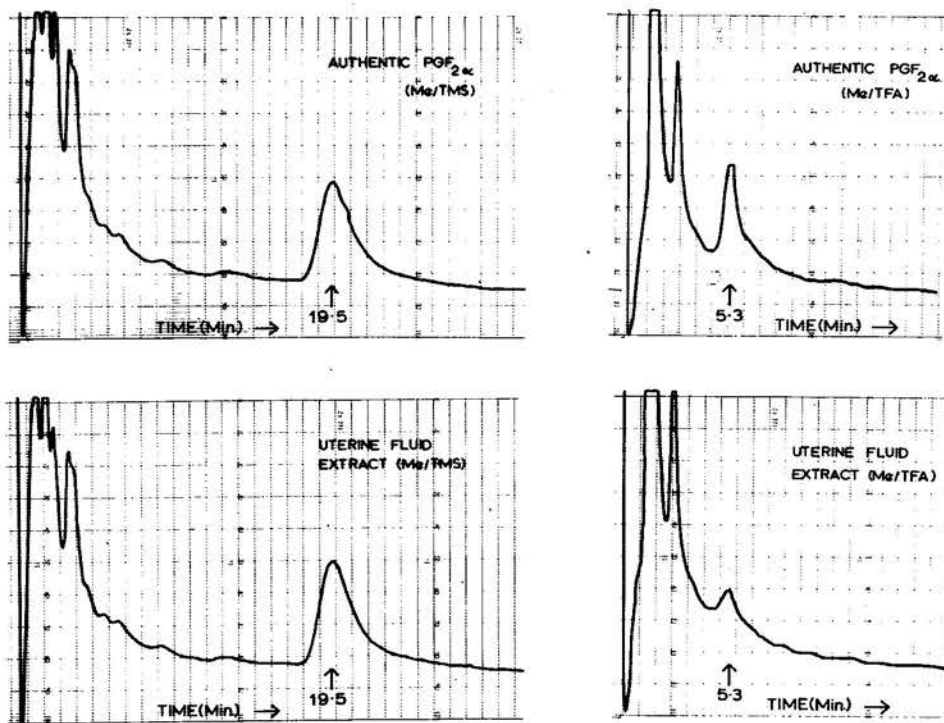 AUTHENTIC PGF2α
(Me/TMS)
19·5
TIME(Min.) →
AUTHENTIC PGF2α
(Me/TFA)
5·3
TIME(Min.) →
UTERINE FLUID
EXTRACT (Me/TMS)
19·5
TIME(Min.) →
UTERINE FLUID
EXTRACT (Me/TFA)
5·3
TIME(Min.) →